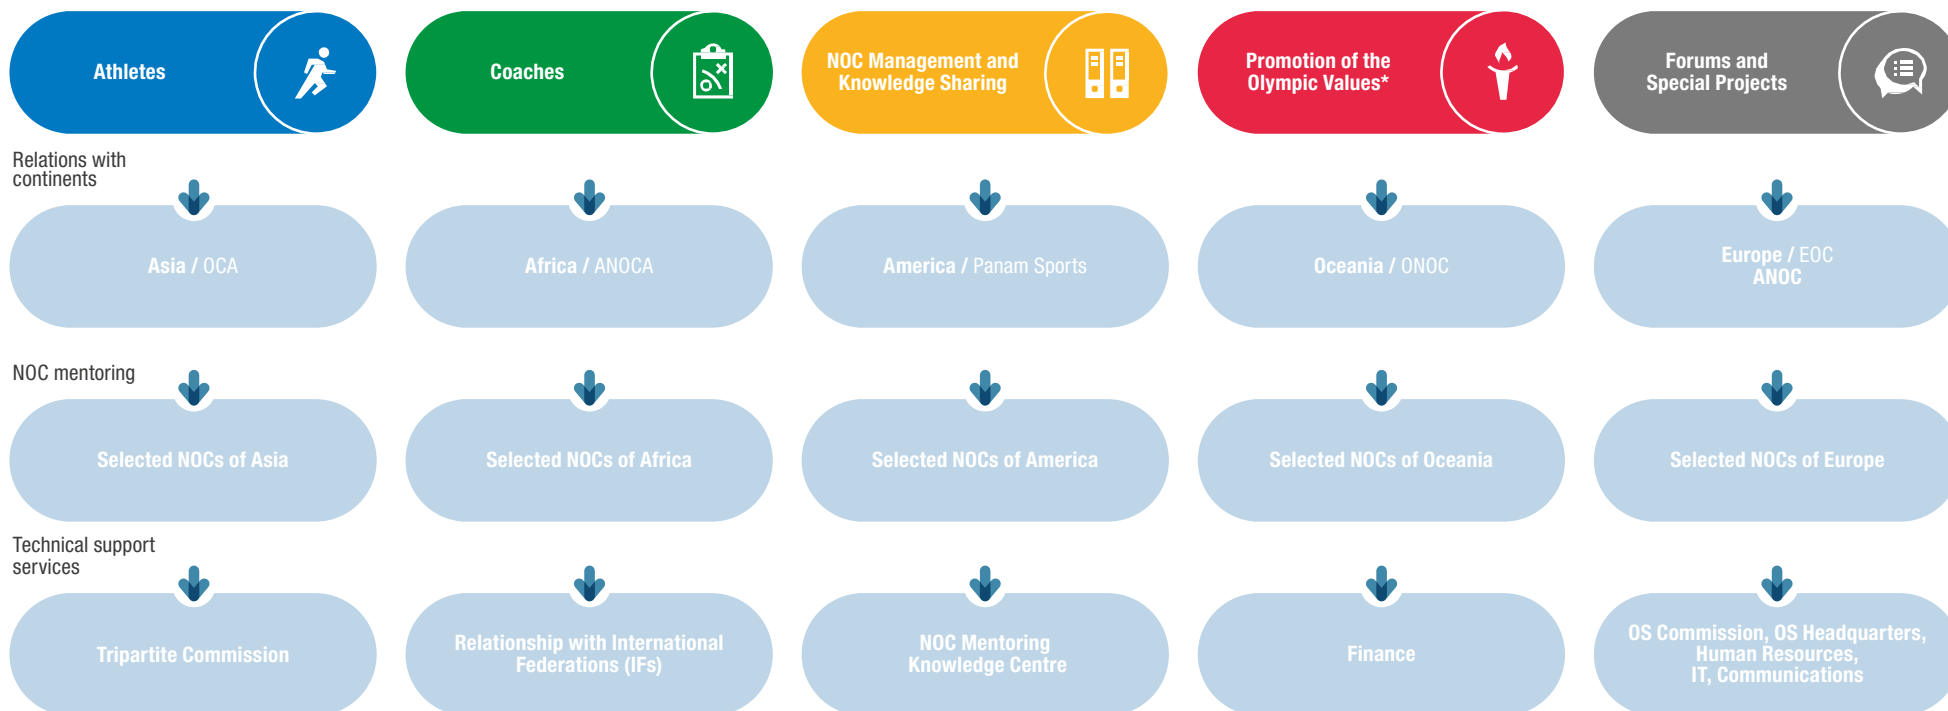 Athletes
Coaches
NOC Management and
Knowledge Sharing
Promotion of the
Olympic Values*
Forums and
Special Projects
Relations with
continents
Asia / OCA
Africa / ANOCA
America / Panam Sports
Oceania / ONOC
Europe / EOC
ANOC
NOC mentoring
Selected NOCs of Asia
Selected NOCs of Africa
Selected NOCs of America
Selected NOCs of Oceania
Selected NOCs of Europe
Technical support
services
Tripartite Commission
Relationship with International
Federations (IFs)
NOC Mentoring
Knowledge Centre
Finance
OS Commission, OS Headquarters,
Human Resources,
IT, Communications